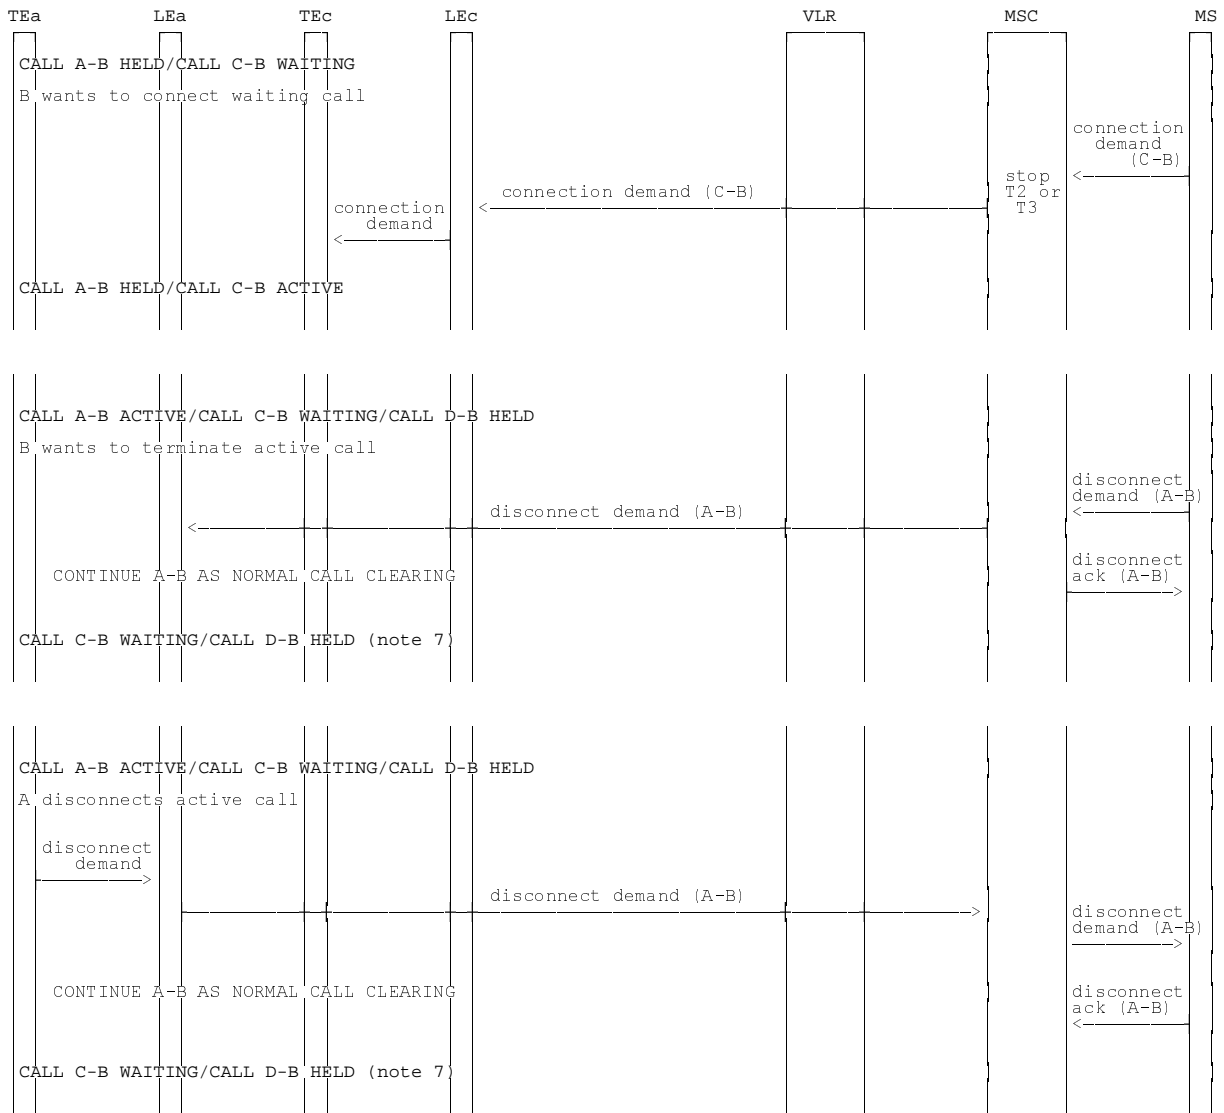 TEa LEa TEc LEc VLR MSC MS
CALL A-B HELD/CALL C-B WAITING
B wants to connect waiting call
connection
demand
(C-B)
stop
T2 or
T3
connection demand (C-B)
connection
demand
CALL A-B HELD/CALL C-B ACTIVE
CALL A-B ACTIVE/CALL C-B WAITING/CALL D-B HELD
B wants to terminate active call
disconnect
demand (A-B)
disconnect demand (A-B)
disconnect
ack (A-B)
CONTINUE A-B AS NORMAL CALL CLEARING
CALL C-B WAITING/CALL D-B HELD (note 7)
CALL A-B ACTIVE/CALL C-B WAITING/CALL D-B HELD
A disconnects active call
disconnect
demand
disconnect demand (A-B)
disconnect
demand (A-B)
CONTINUE A-B AS NORMAL CALL CLEARING
disconnect
ack (A-B)
CALL C-B WAITING/CALL D-B HELD (note 7)